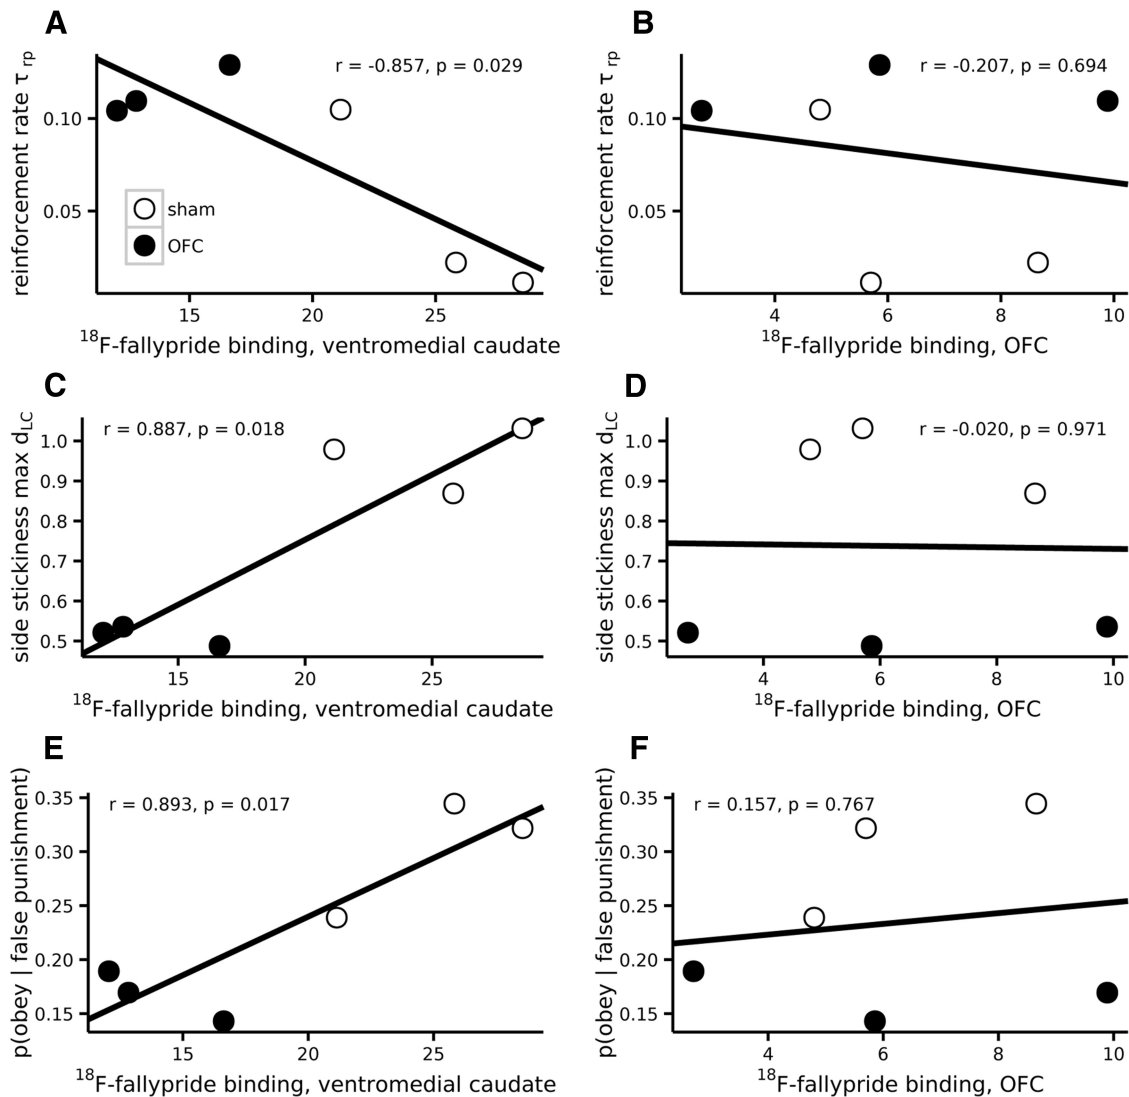 A
reinforcement rate τ rp
r = -0.857, p = 0.029
0.10
0.05
sham
OFC
15 20 25
18F-fallypride binding, ventromedial caudate
B
reinforcement rate τ rp
r = -0.207, p = 0.694
0.10
0.05
4 6 8 10
18F-fallypride binding, OFC
C
side stickiness max dLC
r = 0.887, p = 0.018
1.0
0.9
0.8
0.7
0.6
0.5
15 20 25
18F-fallypride binding, ventromedial caudate
D
side stickiness max dLC
r = -0.020, p = 0.971
1.0
0.9
0.8
0.7
0.6
0.5
4 6 8 10
18F-fallypride binding, OFC
E
p(obey | false punishment)
r = 0.893, p = 0.017
0.35
0.30
0.25
0.20
0.15
15 20 25
18F-fallypride binding, ventromedial caudate
F
p(obey | false punishment)
r = 0.157, p = 0.767
0.35
0.30
0.25
0.20
0.15
4 6 8 10
18F-fallypride binding, OFC